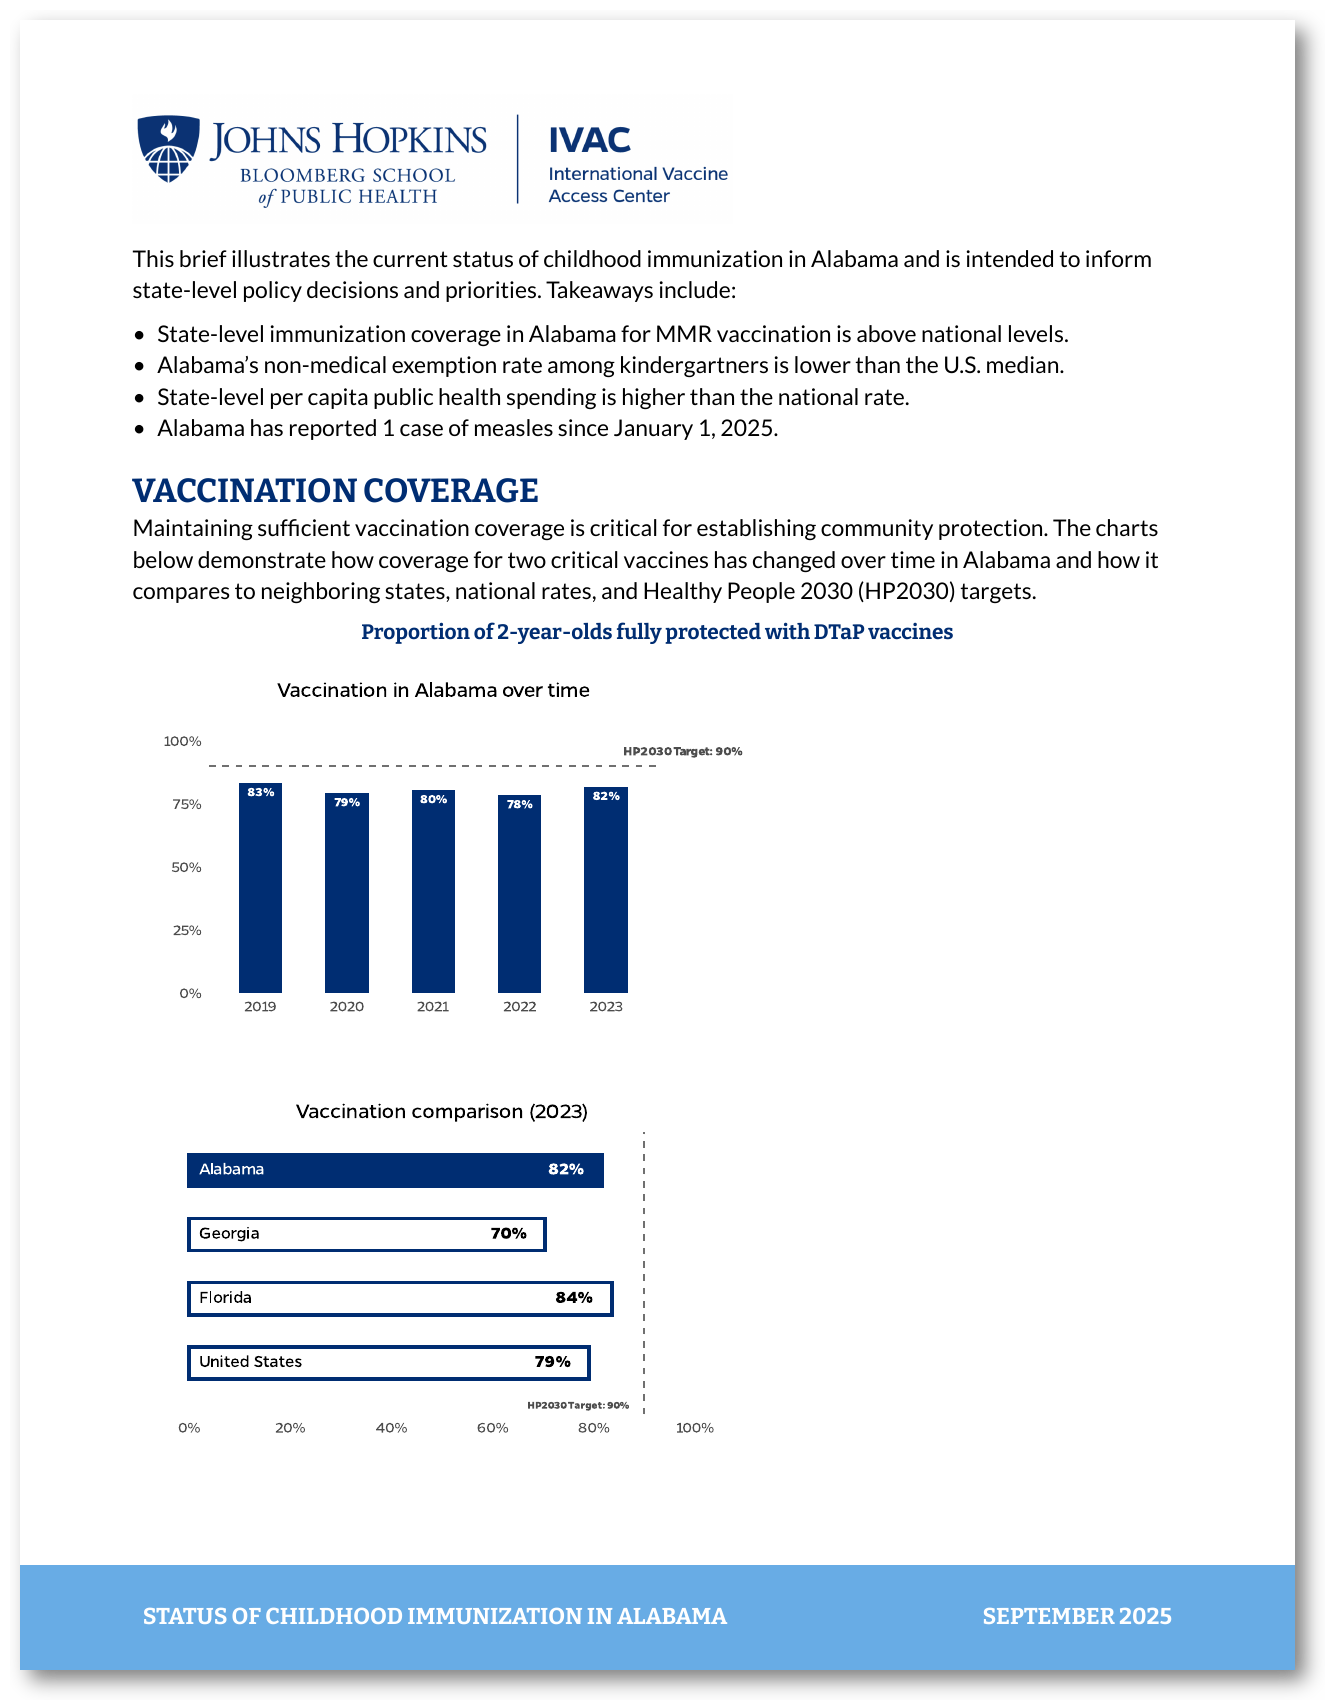 JOHNS HOPKINS
BLOOMBERG SCHOOL
of PUBLIC HEALTH
IVAC
International Vaccine
Access Center
This brief illustrates the current status of childhood immunization in Alabama and is intended to inform
state-level policy decisions and priorities. Takeaways include:
• State-level immunization coverage in Alabama for MMR vaccination is above national levels.
• Alabama’s non-medical exemption rate among kindergartners is lower than the U.S. median.
• State-level per capita public health spending is higher than the national rate.
• Alabama has reported 1 case of measles since January 1, 2025.
VACCINATION COVERAGE
Maintaining sufficient vaccination coverage is critical for establishing community protection. The charts
below demonstrate how coverage for two critical vaccines has changed over time in Alabama and how it
compares to neighboring states, national rates, and Healthy People 2030 (HP2030) targets.
Proportion of 2-year-olds fully protected with DTaP vaccines
Vaccination in Alabama over time
100%
HP2030 Target: 90%
83% 79% 80% 78% 82%
75%
50%
25%
0%
2019 2020 2021 2022 2023
Vaccination comparison (2023)
Alabama 82%
Georgia 70%
Florida 84%
United States 79%
HP2030 Target: 90%
0% 20% 40% 60% 80% 100%
STATUS OF CHILDHOOD IMMUNIZATION IN ALABAMA SEPTEMBER 2025